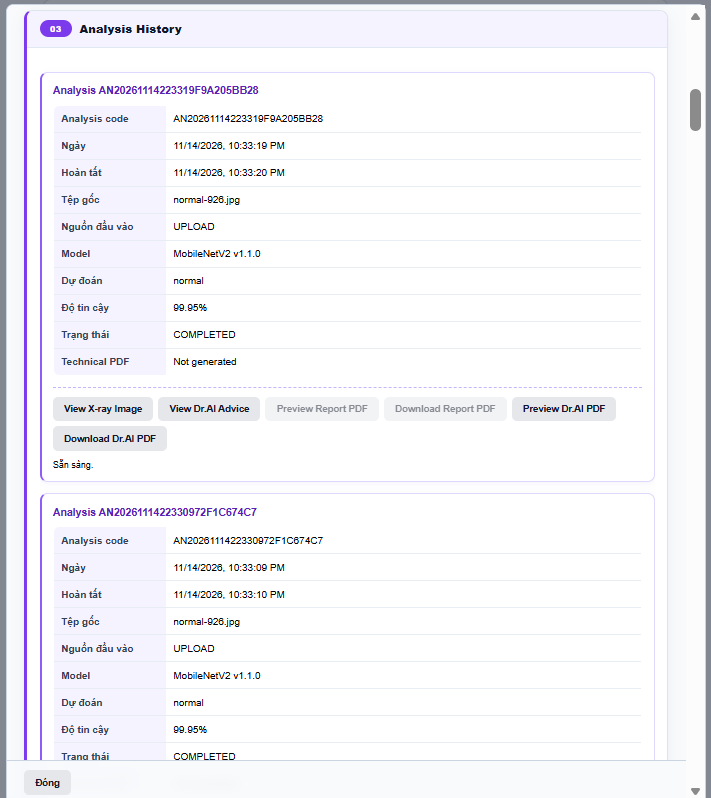 03 Analysis History
Analysis AN20261114223319F9A205BB28
Analysis code AN20261114223319F9A205BB28
Ngày 11/14/2026, 10:33:19 PM
Hoàn tất 11/14/2026, 10:33:20 PM
Tệp gốc normal-926.jpg
Nguồn đầu vào UPLOAD
Model MobileNetV2 v1.1.0
Dự đoán normal
Độ tin cậy 99.95%
Trạng thái COMPLETED
Technical PDF Not generated
View X-ray Image View Dr.AI Advice Preview Report PDF Download Report PDF Preview Dr.AI PDF
Download Dr.AI PDF
Sẵn sàng.
Analysis AN2026111422330972F1C674C7
Analysis code AN2026111422330972F1C674C7
Ngày 11/14/2026, 10:33:09 PM
Hoàn tất 11/14/2026, 10:33:10 PM
Tệp gốc normal-926.jpg
Nguồn đầu vào UPLOAD
Model MobileNetV2 v1.1.0
Dự đoán normal
Độ tin cậy 99.95%
Trạng thái COMPLETED
Đóng